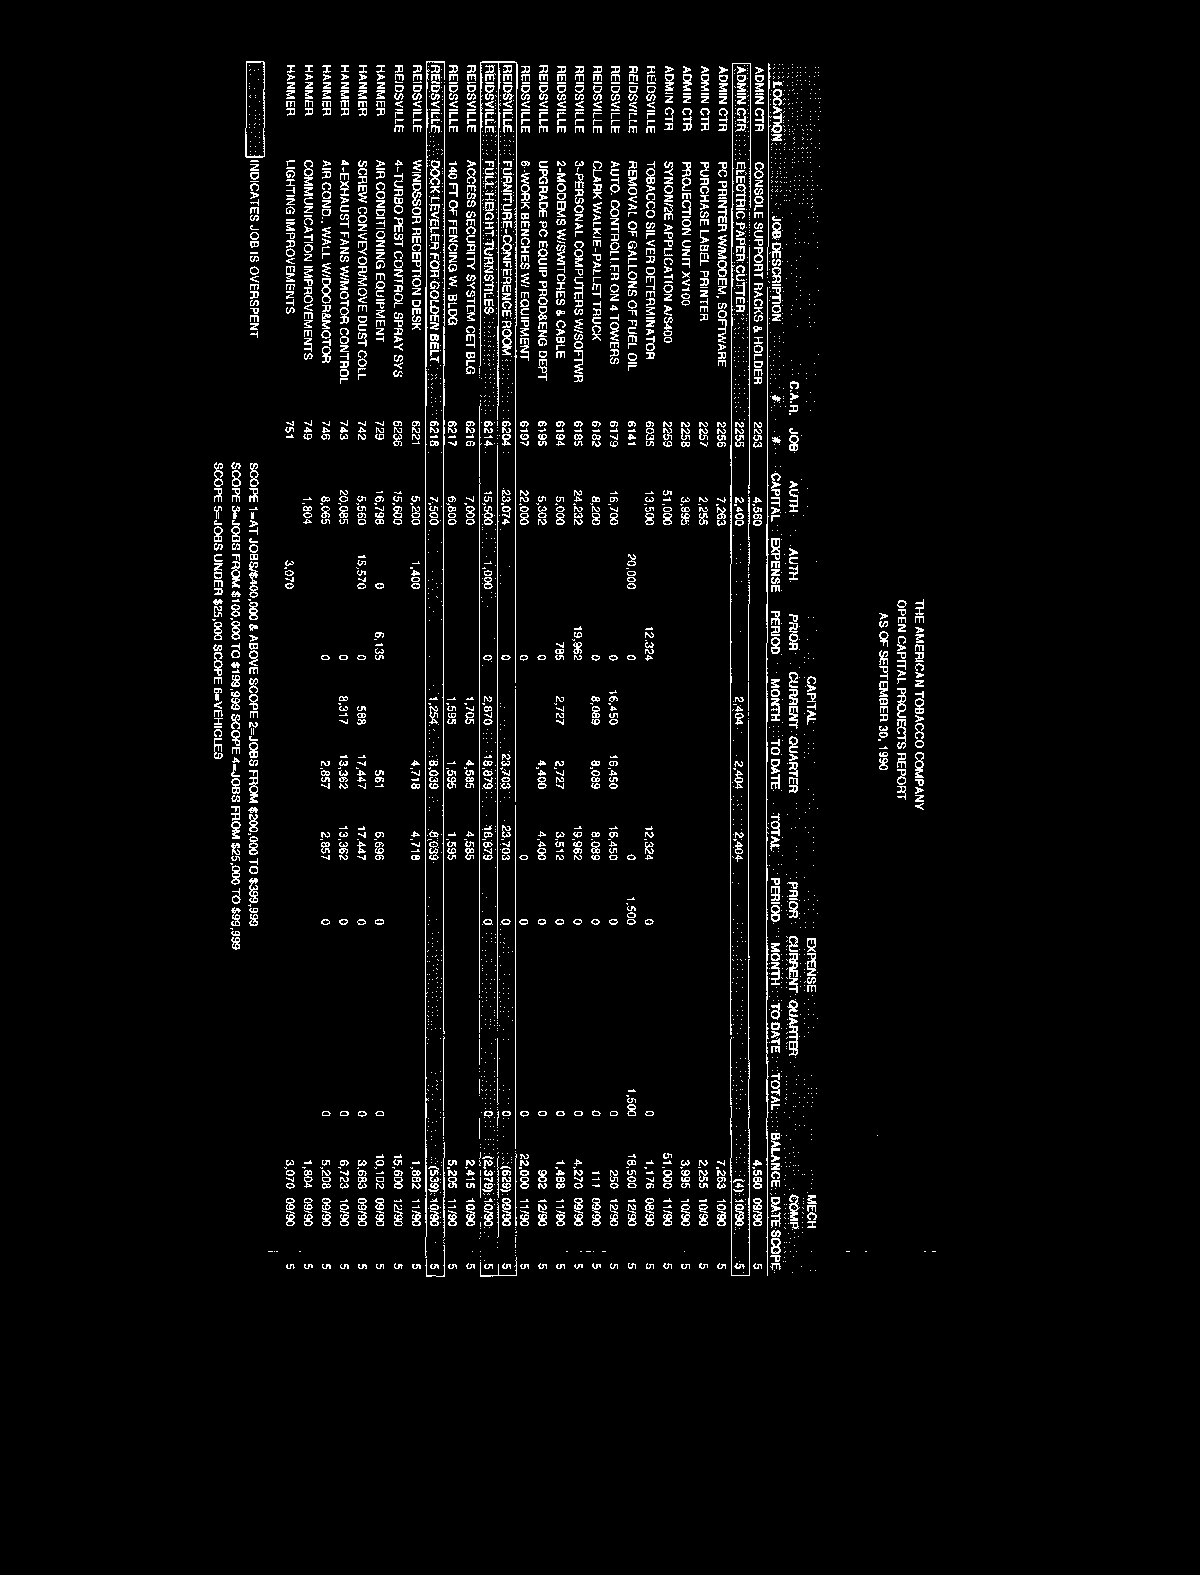 THE AMERICAN TOBACCO COMPANY
OPEN CAPITAL PROJECTS REPORT
AS OF SEPTEMBER 30, 1990
CAPITAL EXPENSE MECH
C.A.R. JOB AUTH AUTH PRIOR CURRENT QUARTER PRIOR CURRENT QUARTER COMP
LOCATION JOB DESCRIPTION # # CAPITAL EXPENSE PERIOD MONTH TO DATE TOTAL PERIOD MONTH TO DATE TOTAL BALANCE DATE SCOPE
ADMIN CTR CONSOLE SUPPORT RACKS & HOLDER 2253 4,560 4,560 09/90 5
ADMIN CTR ELECTRIC PAPER CUTTER 2255 2,400 2,404 2,404 2,404 (4) 10/90 5
ADMIN CTR PC PRINTER W/MODEM, SOFTWARE 2256 7,263 7,263 10/90 5
ADMIN CTR PURCHASE LABEL PRINTER 2257 2,255 2,255 10/90 5
ADMIN CTR PROJECTION UNIT XV100 2258 3,995 3,995 10/90 5
ADMIN CTR SYNON/2E APPLICATION A/S400 2259 51,000 51,000 11/90 5
REIDSVILLE TOBACCO SILVER DETERMINATOR 6035 13,500 12,324 12,324 0 0 1,176 08/90 5
REIDSVILLE REMOVAL OF GALLONS OF FUEL OIL 6141 20,000 0 0 1,500 1,500 18,500 12/90 5
REIDSVILLE AUTO. CONTROLLER ON 4 TOWERS 6179 16,700 0 16,450 16,450 16,450 0 0 250 12/90 5
REIDSVILLE CLARK WALKIE-PALLET TRUCK 6182 8,200 0 8,089 8,089 8,089 0 0 111 09/90 5
REIDSVILLE 3-PERSONAL COMPUTERS W/SOFTWR 6185 24,232 19,962 19,962 0 0 4,270 09/90 5
REIDSVILLE 2-MODEMS W/SWITCHES & CABLE 6194 5,000 785 2,727 2,727 3,512 0 0 1,488 11/90 5
REIDSVILLE UPGRADE PC EQUIP PROD&ENG DEPT 6195 5,302 0 4,400 4,400 0 0 902 12/90 5
REIDSVILLE 6-WORK BENCHES W/ EQUIPMENT 6197 22,000 0 0 0 0 22,000 11/90 5
REIDSVILLE FURNITURE-CONFERENCE ROOM 6204 23,074 0 23,703 23,703 0 0 (629) 09/90 5
REIDSVILLE FULL HEIGHT TURNSTILES 6214 15,500 1,000 0 2,870 18,879 18,879 0 0 (2,379) 10/90 5
REIDSVILLE ACCESS SECURITY SYSTEM CET BLG 6216 7,000 1,705 4,585 4,585 2,415 10/90 5
REIDSVILLE 140 FT OF FENCING W. BLDG 6217 6,800 1,595 1,595 1,595 5,205 11/90 5
REIDSVILLE DOCK LEVELER FOR GOLDEN BELT 6218 7,500 1,254 8,039 8,039 (539) 10/90 5
REIDSVILLE WINDSSOR RECEPTION DESK 6221 5,200 1,400 4,718 4,718 1,882 11/90 5
REIDSVILLE 4-TURBO PEST CONTROL SPRAY SYS 6236 15,600 15,600 12/90 5
HANMER AIR CONDITIONING EQUIPMENT 729 16,798 0 6,135 561 6,696 0 0 10,102 09/90 5
HANMER SCREW CONVEYOR/MOVE DUST COLL 742 5,560 15,570 0 588 17,447 17,447 0 0 3,683 09/90 5
HANMER 4-EXHAUST FANS W/MOTOR CONTROL 743 20,085 0 8,317 13,362 13,362 0 0 6,723 10/90 5
HANMER AIR COND., WALL W/DOOR&MOTOR 746 8,065 0 2,857 2,857 0 0 5,208 09/90 5
HANMER COMMUNICATION IMPROVEMENTS 749 1,804 1,804 09/90 5
HANMER LIGHTING IMPROVEMENTS 751 3,070 3,070 09/90 5
INDICATES JOB IS OVERSPENT SCOPE 1=AT JOBS/$400,000 & ABOVE SCOPE 2=JOBS FROM $200,000 TO $399,999
SCOPE 3=JOBS FROM $100,000 TO $199,999 SCOPE 4=JOBS FROM $25,000 TO $99,999
SCOPE 5=JOBS UNDER $25,000 SCOPE 6=VEHICLES